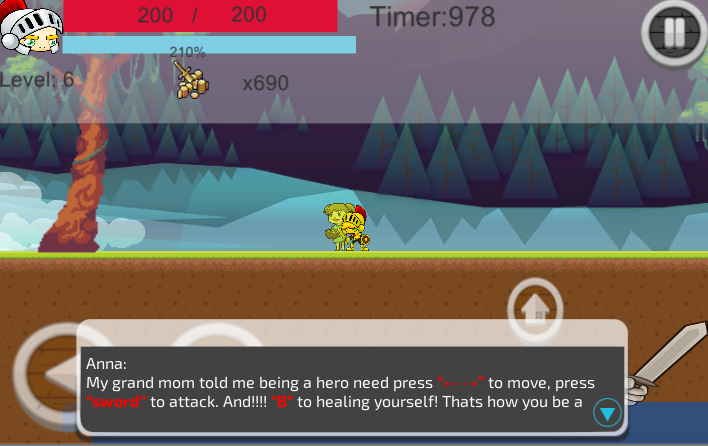 200 / 200
Timer:978
210%
Level: 6
x690
Anna:
My grand mom told me being a hero need press "←→" to move, press
"sword" to attack. And!!!! "B" to healing yourself! Thats how you be a